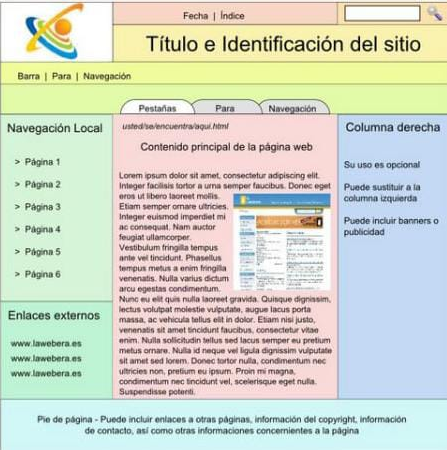 Fecha | Índice
Título e Identificación del sitio
Barra | Para | Navegación
Pestañas
Para
Navegación
Navegación Local
> Página 1
> Página 2
> Página 3
> Página 4
> Página 5
> Página 6
Enlaces externos
www.lawebera.es
www.lawebera.es
www.lawebera.es
usted/se/encuentra/aqui.html
Contenido principal de la página web
Lorem ipsum dolor sit amet, consectetur adipiscing elit.
Integer facilisis tortor a urna semper faucibus. Donec eget
eros ut libero laoreet mollis.
Etiam semper ornare ultricies.
Integer euismod imperdiet mi
ac consequat. Nam auctor
feugiat ullamcorper.
Vestibulum fringilla tempus
ante vel tincidunt. Phasellus
tempus metus a enim fringilla
venenatis. Nulla varius dictum
arcu egestas condimentum.
Nunc eu elit quis nulla laoreet gravida. Quisque dignissim,
lectus volutpat molestie vulputate, augue lacus porta
massa, ac vehicula tellus elit in dolor. Etiam nisi justo,
venenatis sit amet tincidunt faucibus, consectetur vitae
enim. Nulla sollicitudin tellus sed lacus semper eu pretium
metus ornare. Nulla id neque vel ligula dignissim vulputate
sit amet sed lorem. Donec tortor nulla, condimentum nec
ultricies non, pretium eu ipsum. Proin mi magna,
condimentum nec tincidunt vel, scelerisque eget nulla.
Suspendisse potenti.
Columna derecha
Su uso es opcional
Puede sustituir a la
columna izquierda
Puede incluir banners o
publicidad
Pie de página - Puede incluir enlaces a otras páginas, información del copyright, información
de contacto, así como otras informaciones concernientes a la página